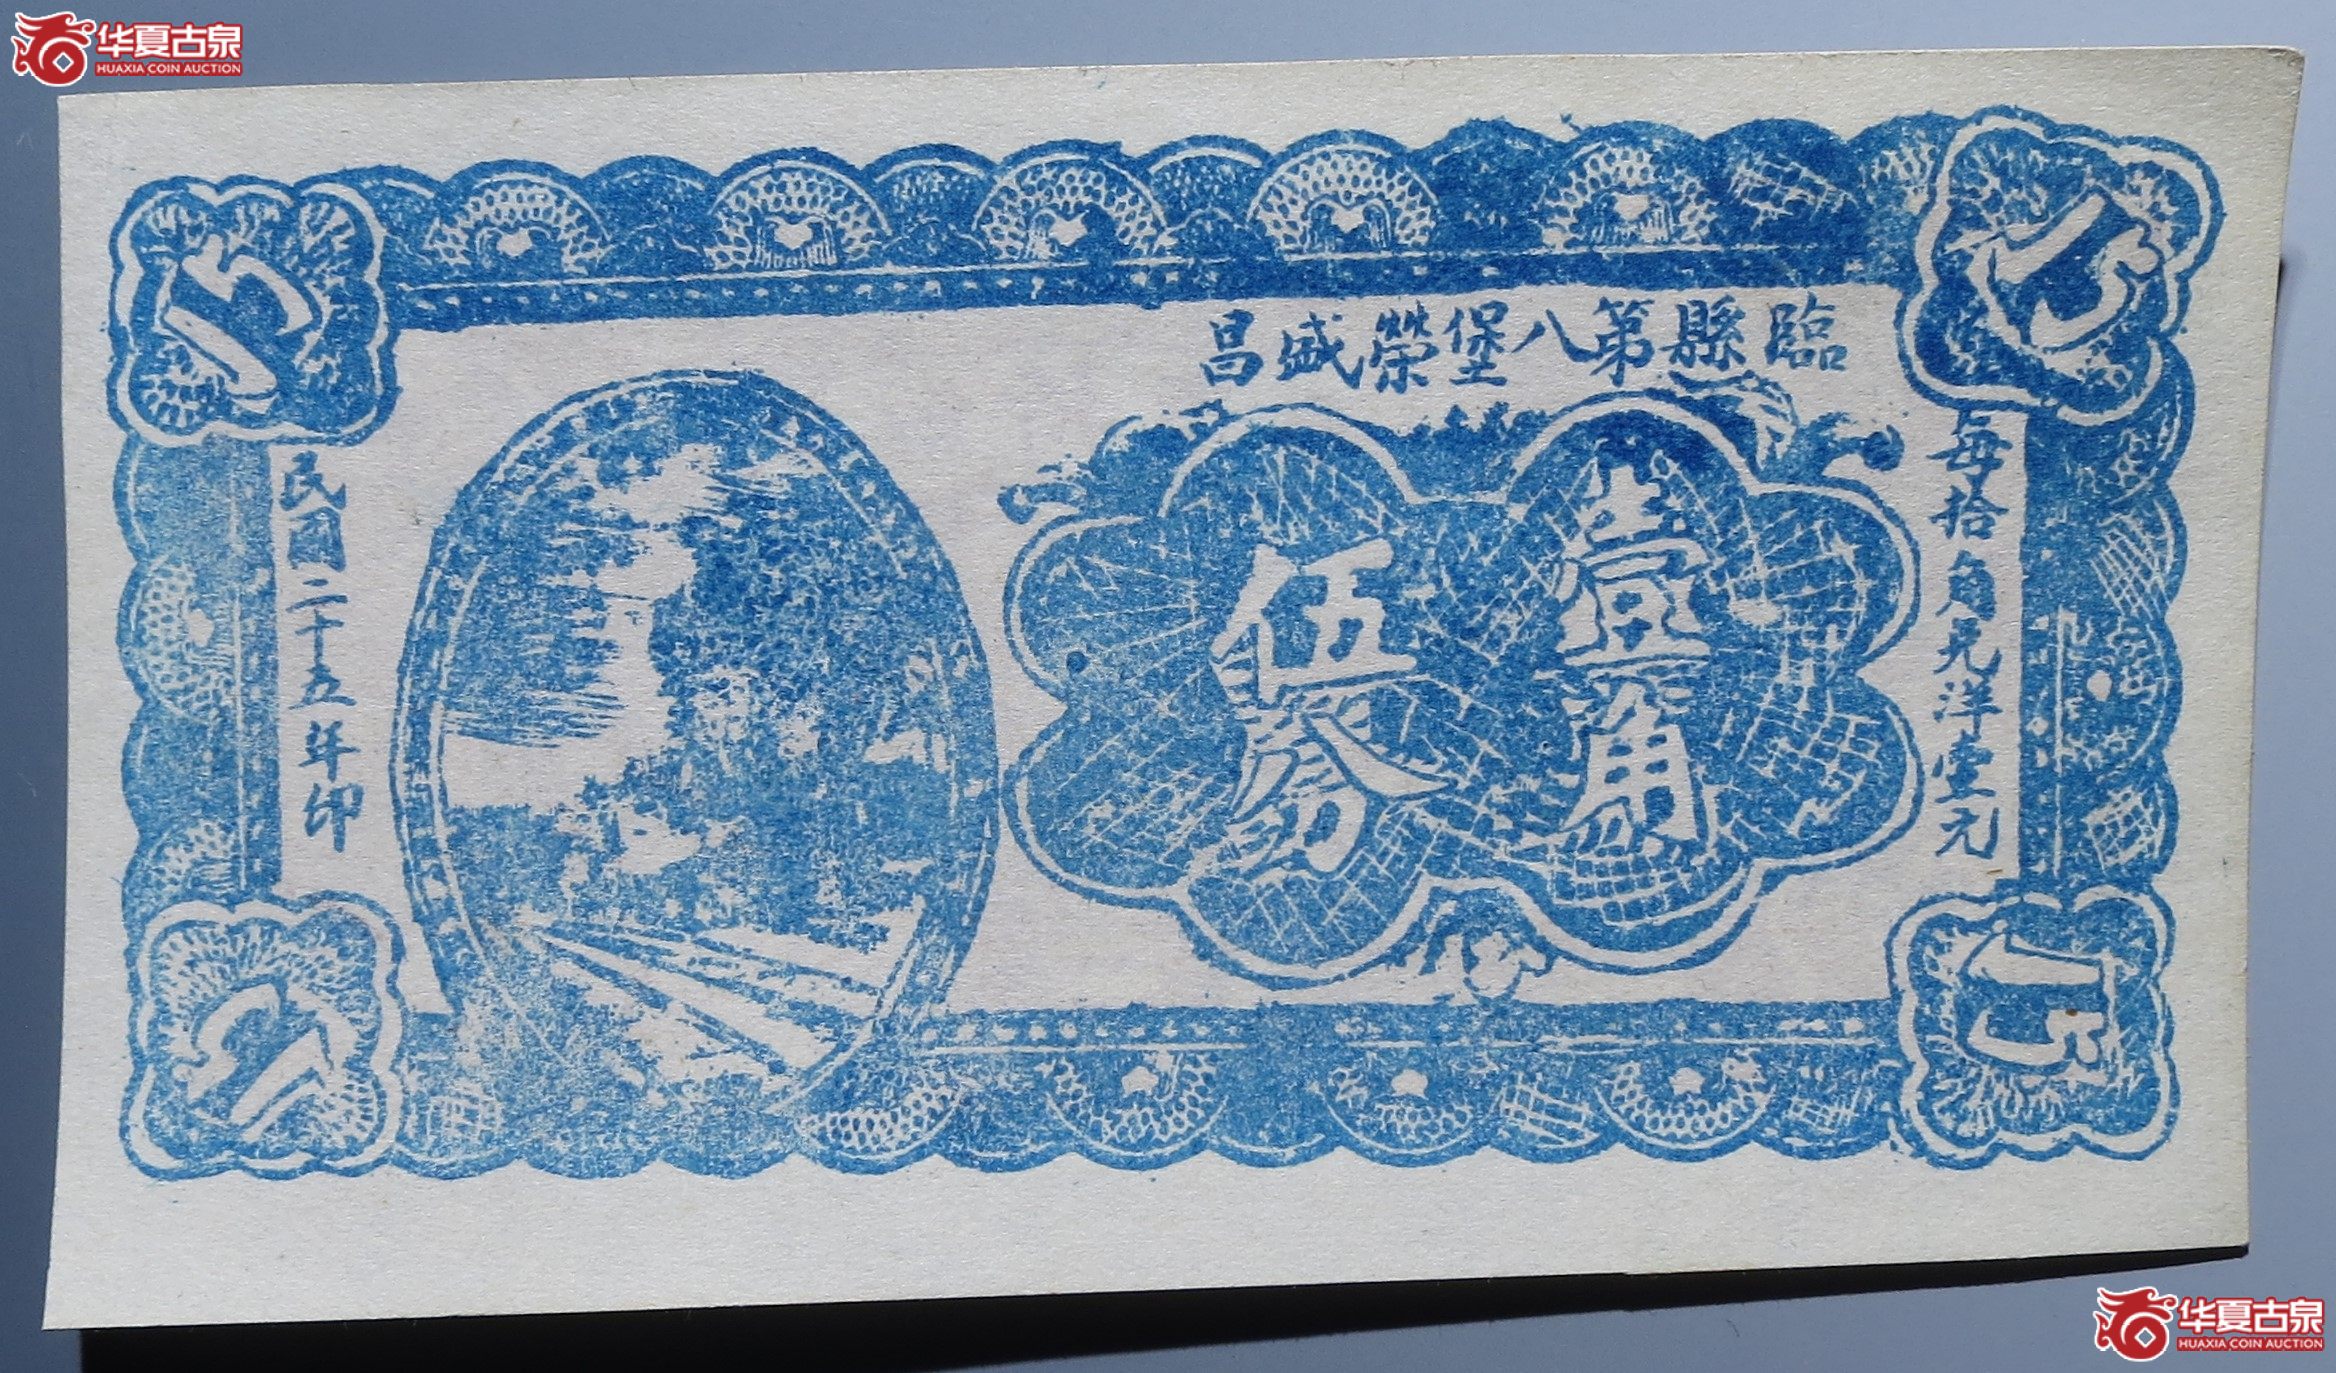 华夏古泉
HUAXIA COIN AUCTION
臨縣第八堡榮盛昌
每拾角兑洋壹元
壹角
伍分
民國二十五年印
华夏古泉
HUAXIA COIN AUCTION